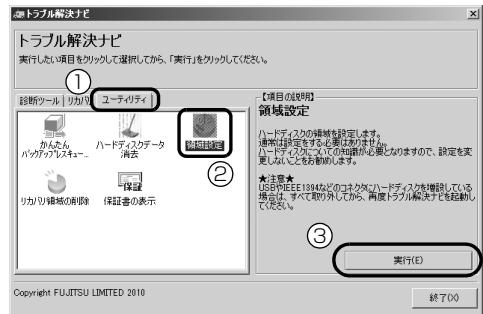 トラブル解決ナビ
トラブル解決ナビ
実行したい項目をクリックして選択してから、「実行」をクリックしてください。
①
診断ツール
リカバリ
ユーティリティ
かんたん
バックアップレスキュー...
ハードディスクデータ
消去
領域設定
②
リカバリ領域の削除
保証
保証書の表示
【項目の説明】
領域設定
ハードディスクの領域を設定します。
通常は設定をする必要はありません。
ハードディスクについての知識が必要となりますので、設定を変
更しないことをお勧めします。
★注意★
USBやIEEE1394などのコネクタにハードディスクを増設している
場合は、すべて取り外してから、再度トラブル解決ナビを起動し
てください。
③
実行(E)
Copyright FUJITSU LIMITED 2010
終了(X)